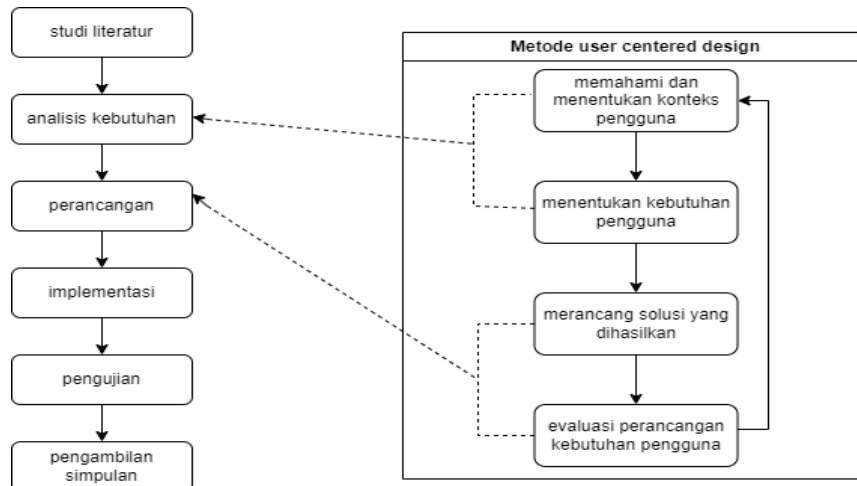 studi literatur
analisis kebutuhan
perancangan
implementasi
pengujian
pengambilan
simpulan
Metode user centered design
memahami dan
menentukan konteks
pengguna
menentukan kebutuhan
pengguna
merancang solusi yang
dihasilkan
evaluasi perancangan
kebutuhan pengguna